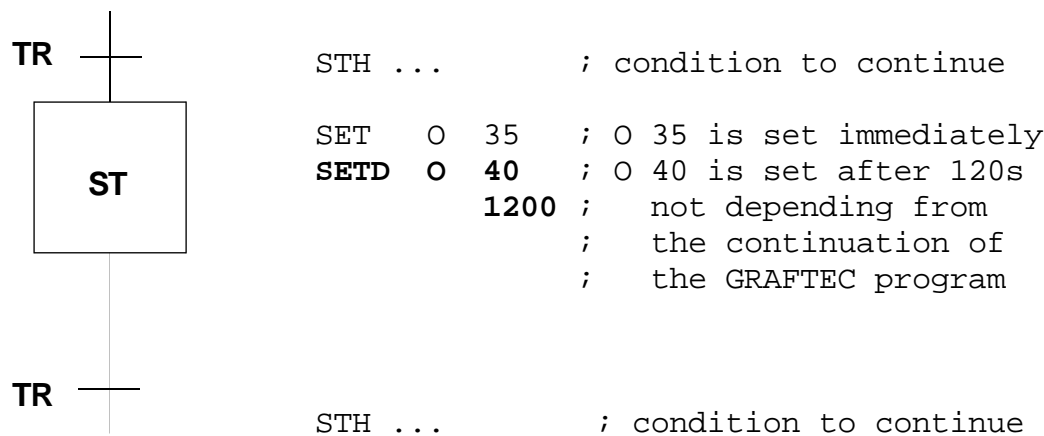 TR STH ... ; condition to continue
SET O 35 ; O 35 is set immediately
ST SETD O 40 ; O 40 is set after 120s
1200 ; not depending from
; the continuation of
; the GRAFTEC program
TR
STH ... ; condition to continue